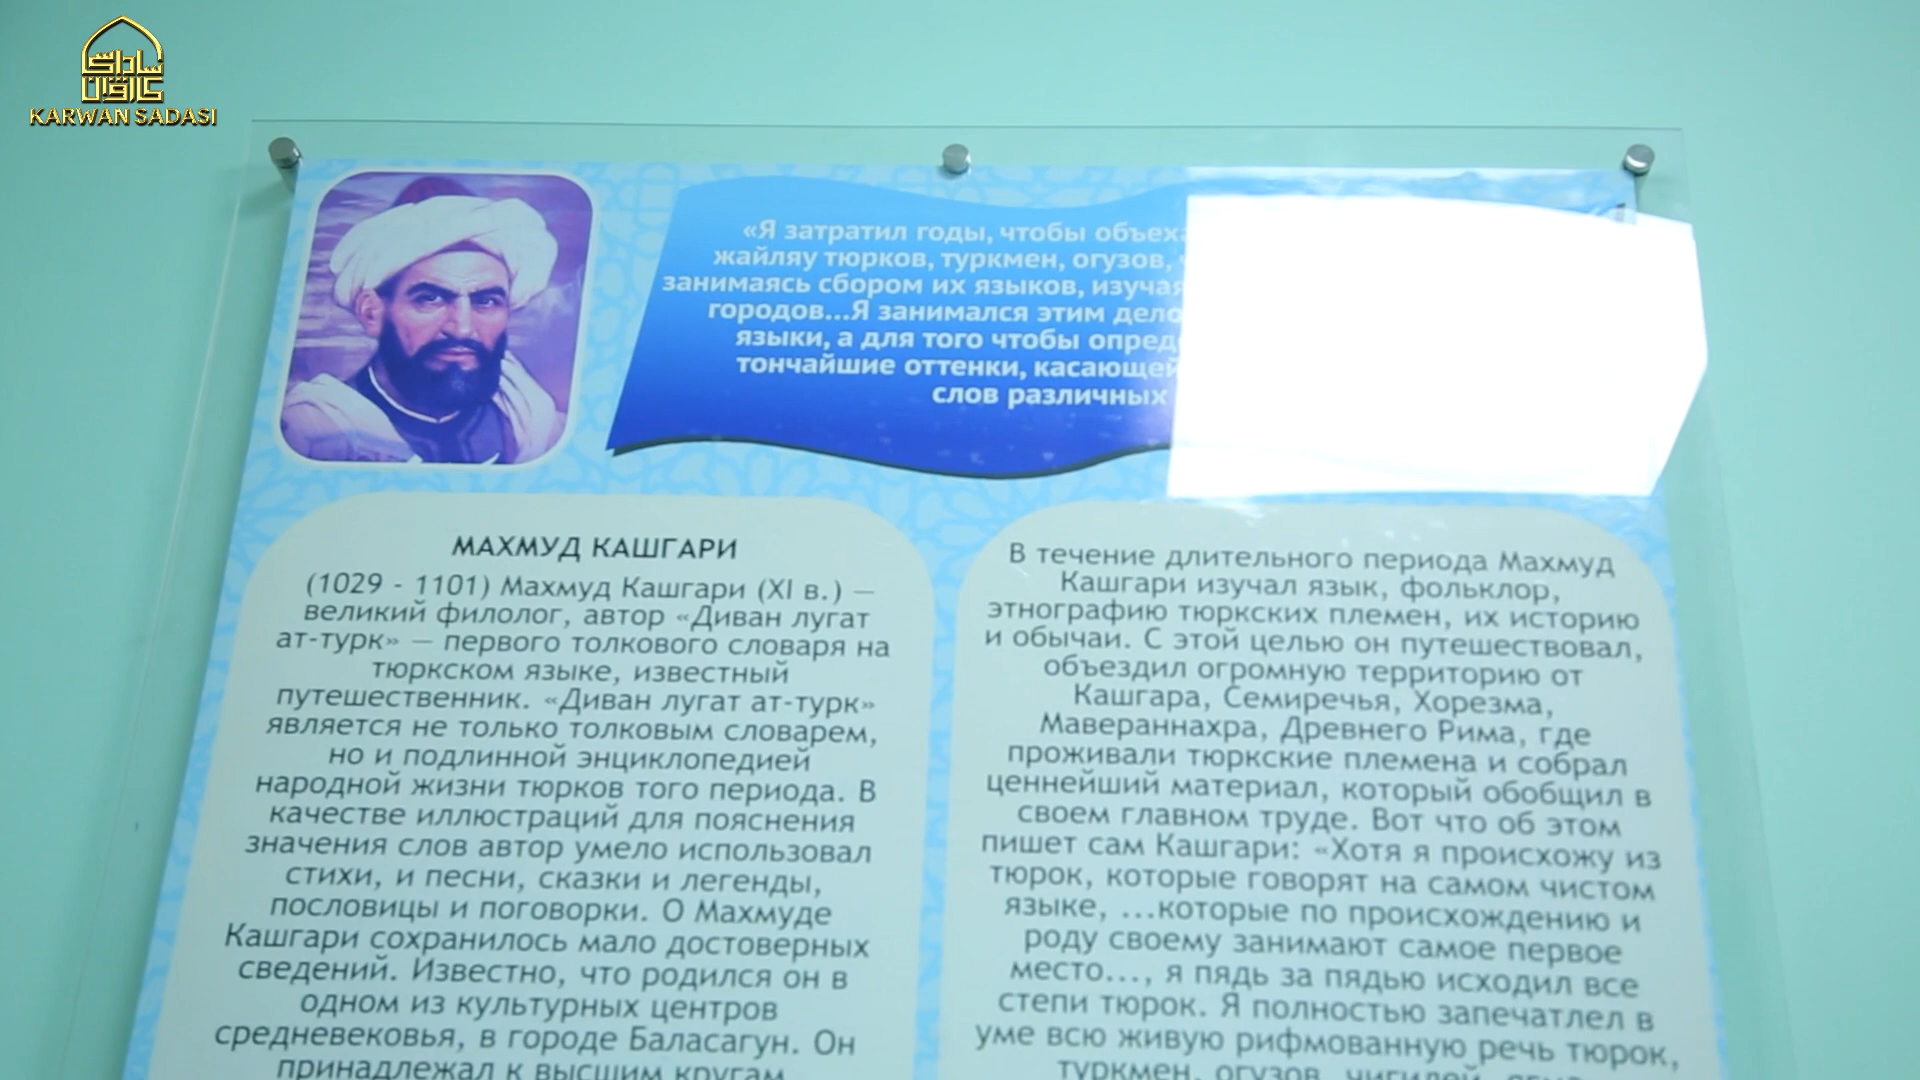 كارۋان ساداسى
KARWAN SADASI
«Я затратил годы, чтобы
жайляу тюрков, туркмен, огузов,
занимаясь сбором их языков,
городов...Я занимался этим
языки, а для того чтобы
тончайшие оттенки,
слов различных
МАХМУД КАШГАРИ
(1029 - 1101) Махмуд Кашгари (XI в.) —
великий филолог, автор «Диван лугат
ат-турк» — первого толкового словаря на
тюркском языке, известный
путешественник. «Диван лугат ат-турк»
является не только толковым словарем,
но и подлинной энциклопедией
народной жизни тюрков того периода. В
качестве иллюстраций для пояснения
значения слов автор умело использовал
стихи, и песни, сказки и легенды,
пословицы и поговорки. О Махмуде
Кашгари сохранилось мало достоверных
сведений. Известно, что родился он в
одном из культурных центров
средневековья, в городе Баласагун. Он
принадлежал к высшим кругам
В течение длительного периода Махмуд
Кашгари изучал язык, фольклор,
этнографию тюркских племен, их историю
и обычаи. С этой целью он путешествовал,
объездил огромную территорию от
Кашгара, Семиречья, Хорезма,
Мавераннахра, Древнего Рима, где
проживали тюркские племена и собрал
ценнейший материал, который обобщил в
своем главном труде. Вот что об этом
пишет сам Кашгари: «Хотя я происхожу из
тюрок, которые говорят на самом чистом
языке, ...которые по происхождению и
роду своему занимают самое первое
место..., я пядь за пядью исходил все
степи тюрок. Я полностью запечатлел в
уме всю живую рифмованную речь тюрок,
туркмен, огузов, чигилей,